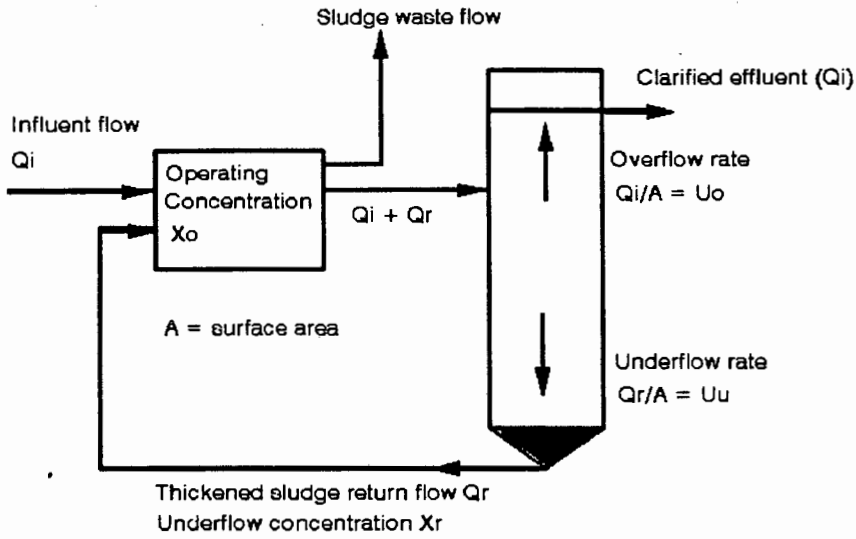 Sludge waste flow
Clarified effluent (Qi)
Influent flow
Qi
Operating
Concentration
Xo
Qi + Qr
Overflow rate
Qi/A = Uo
A = surface area
Underflow rate
Qr/A = Uu
Thickened sludge return flow Qr
Underflow concentration Xr